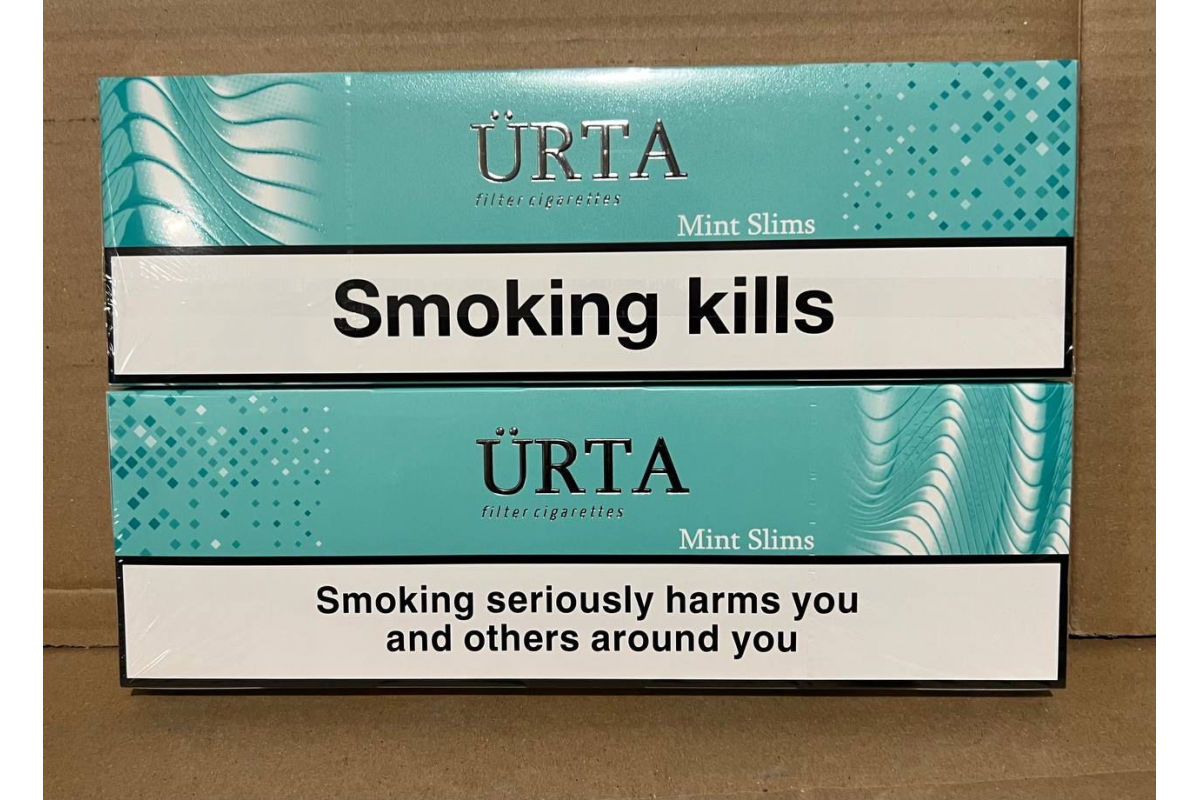 ÜRTA
filter cigarettes
Mint Slims
Smoking kills
ÜRTA
filter cigarettes
Mint Slims
Smoking seriously harms you
and others around you